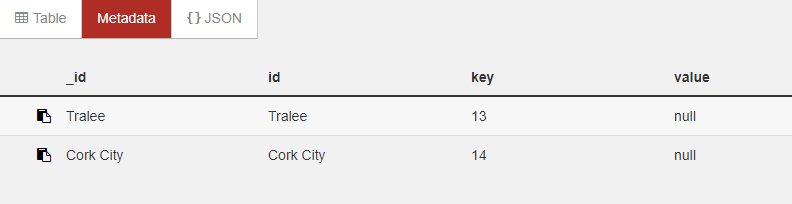 Table Metadata {} JSON
_id id key value
Tralee Tralee 13 null
Cork City Cork City 14 null